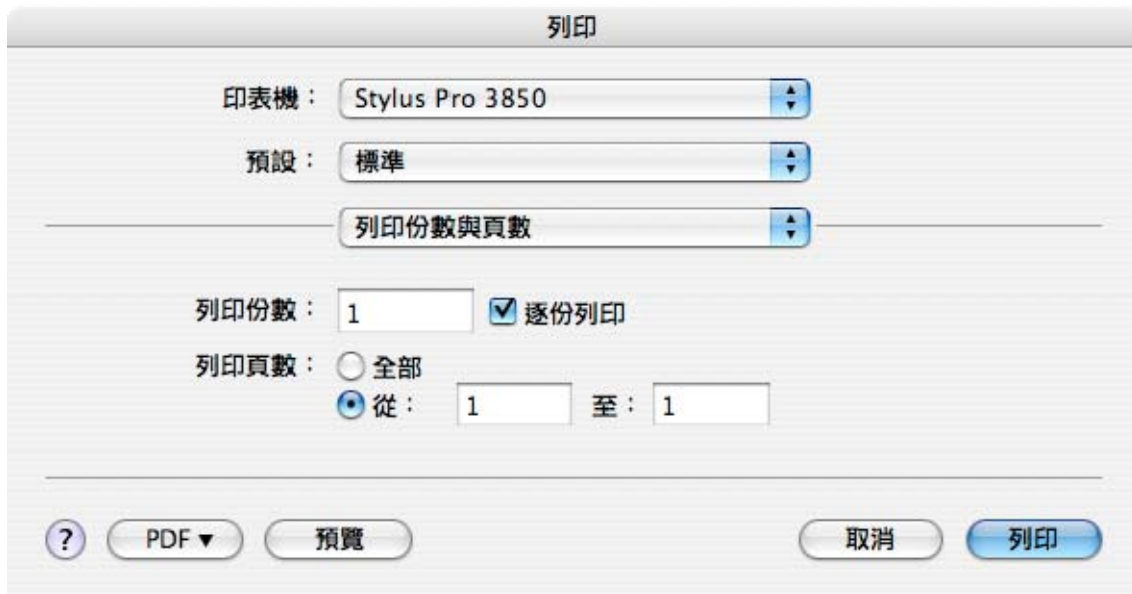 列印
印表機： Stylus Pro 3850
預設： 標準
列印份數與頁數
列印份數： 1 逐份列印
列印頁數： 全部
從： 1 至： 1
? PDF▼ 預覽 取消 列印